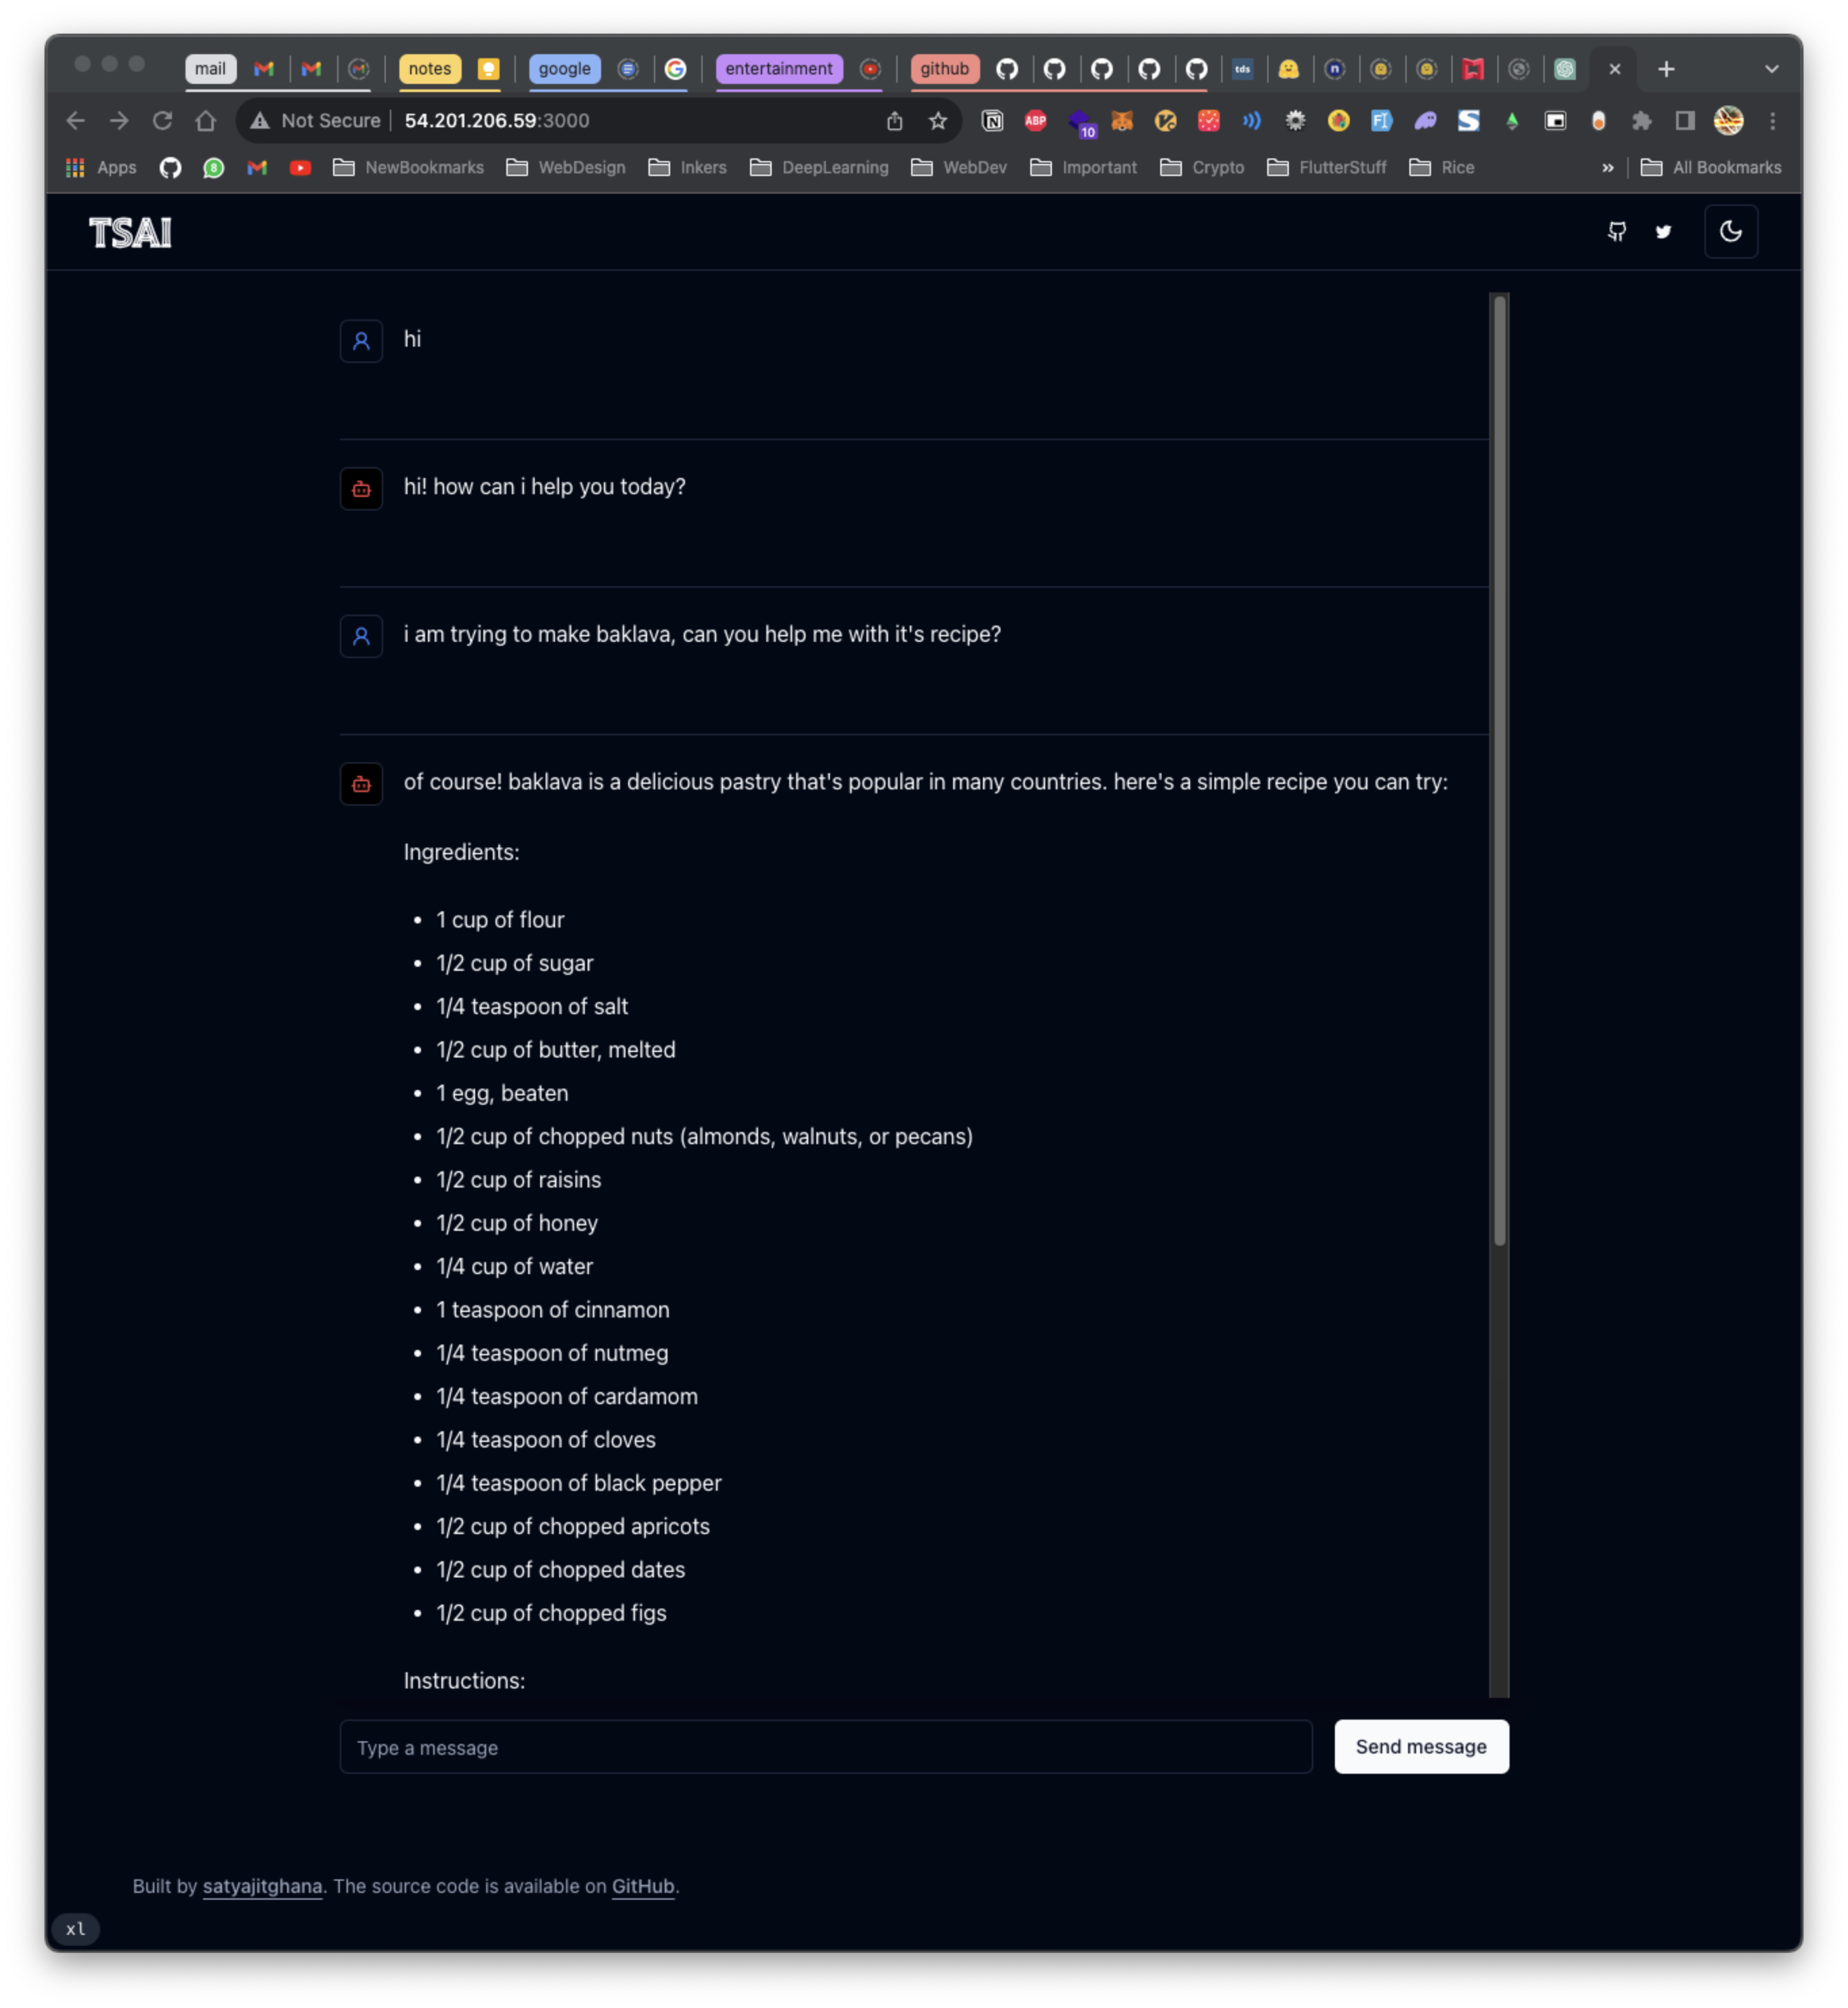 mail notes google entertainment github tds n
Not Secure 54.201.206.59:3000 ABP 10
Apps 8 NewBookmarks WebDesign Inkers DeepLearning WebDev Important Crypto FlutterStuff Rice » All Bookmarks
TSAI
hi
hi! how can i help you today?
i am trying to make baklava, can you help me with it's recipe?
of course! baklava is a delicious pastry that's popular in many countries. here's a simple recipe you can try:
Ingredients:
• 1 cup of flour
• 1/2 cup of sugar
• 1/4 teaspoon of salt
• 1/2 cup of butter, melted
• 1 egg, beaten
• 1/2 cup of chopped nuts (almonds, walnuts, or pecans)
• 1/2 cup of raisins
• 1/2 cup of honey
• 1/4 cup of water
• 1 teaspoon of cinnamon
• 1/4 teaspoon of nutmeg
• 1/4 teaspoon of cardamom
• 1/4 teaspoon of cloves
• 1/4 teaspoon of black pepper
• 1/2 cup of chopped apricots
• 1/2 cup of chopped dates
• 1/2 cup of chopped figs
Instructions:
Type a message Send message
Built by satyajitghana. The source code is available on GitHub.
xl